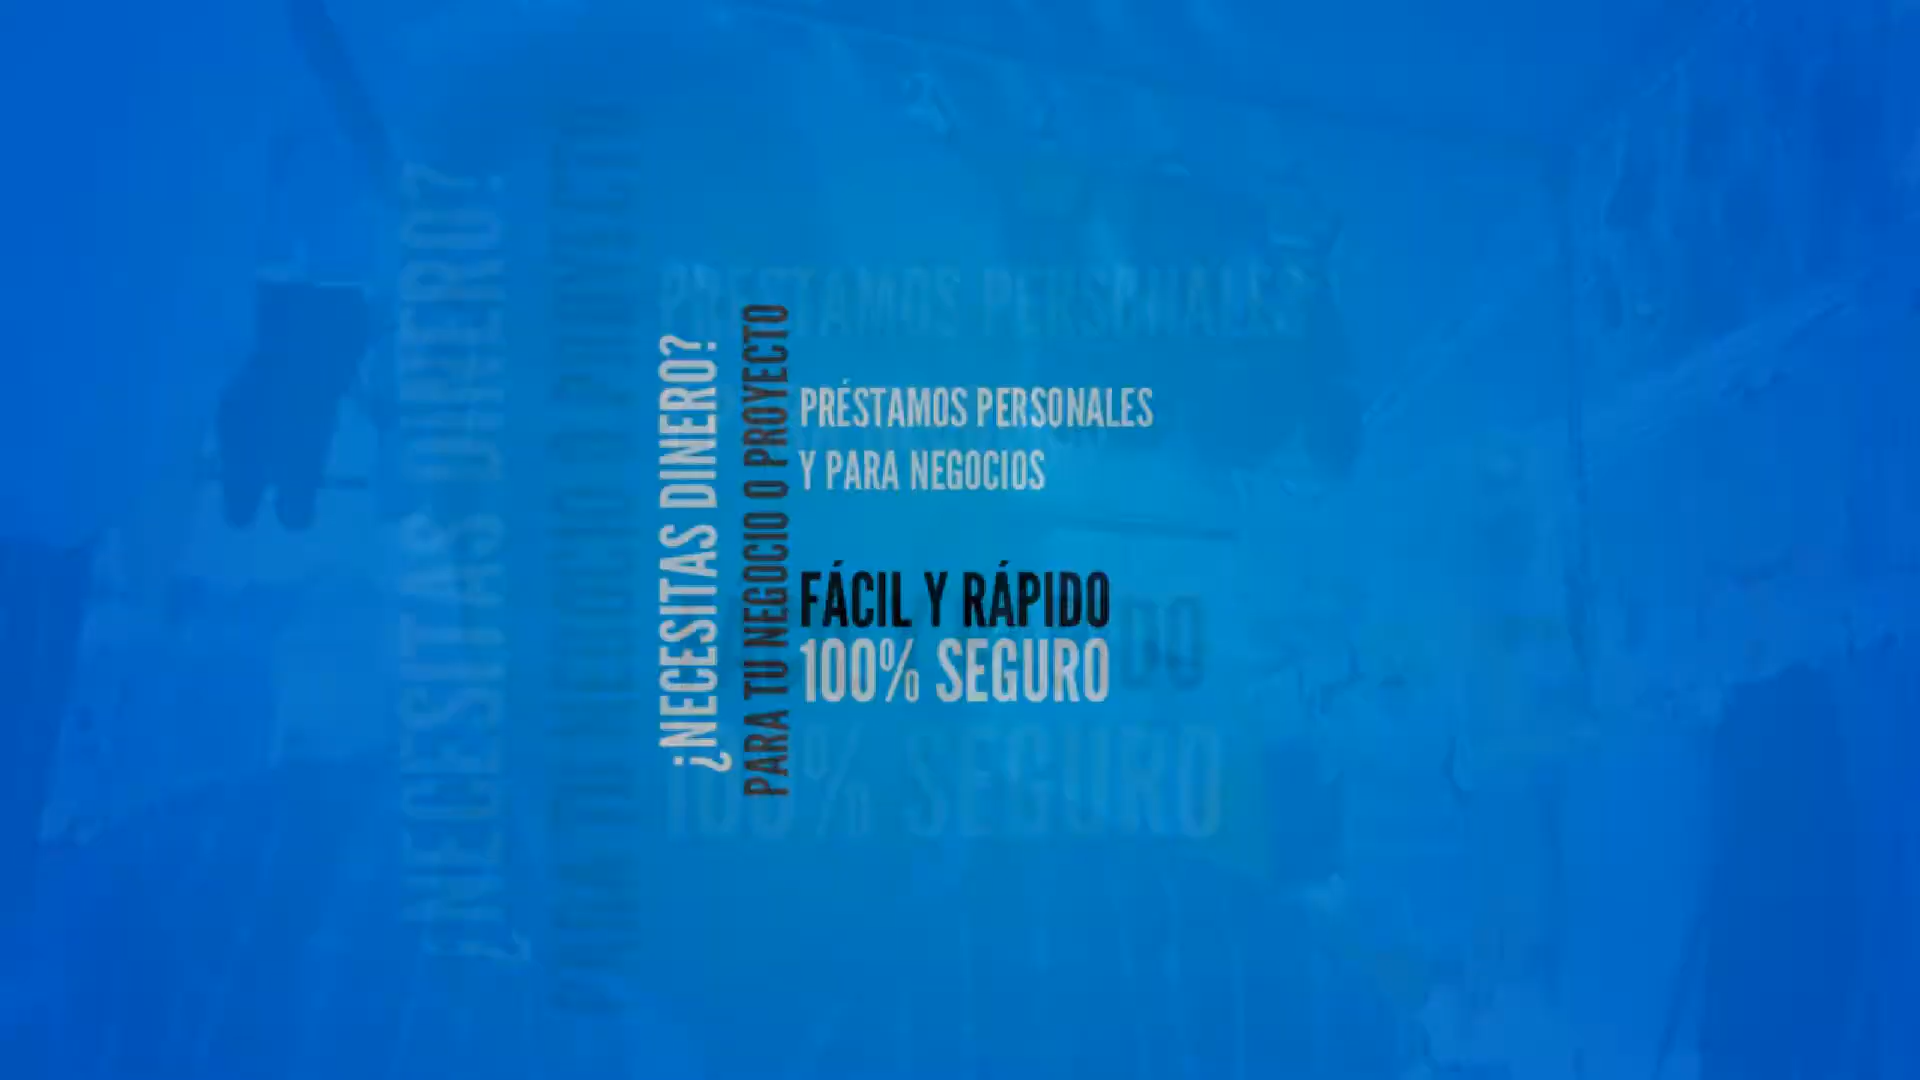 ¿NECESITAS DINERO?
PARA TU NEGOCIO O PROYECTO
PRÉSTAMOS PERSONALES
Y PARA NEGOCIOS
FÁCIL Y RÁPIDO
100% SEGURO